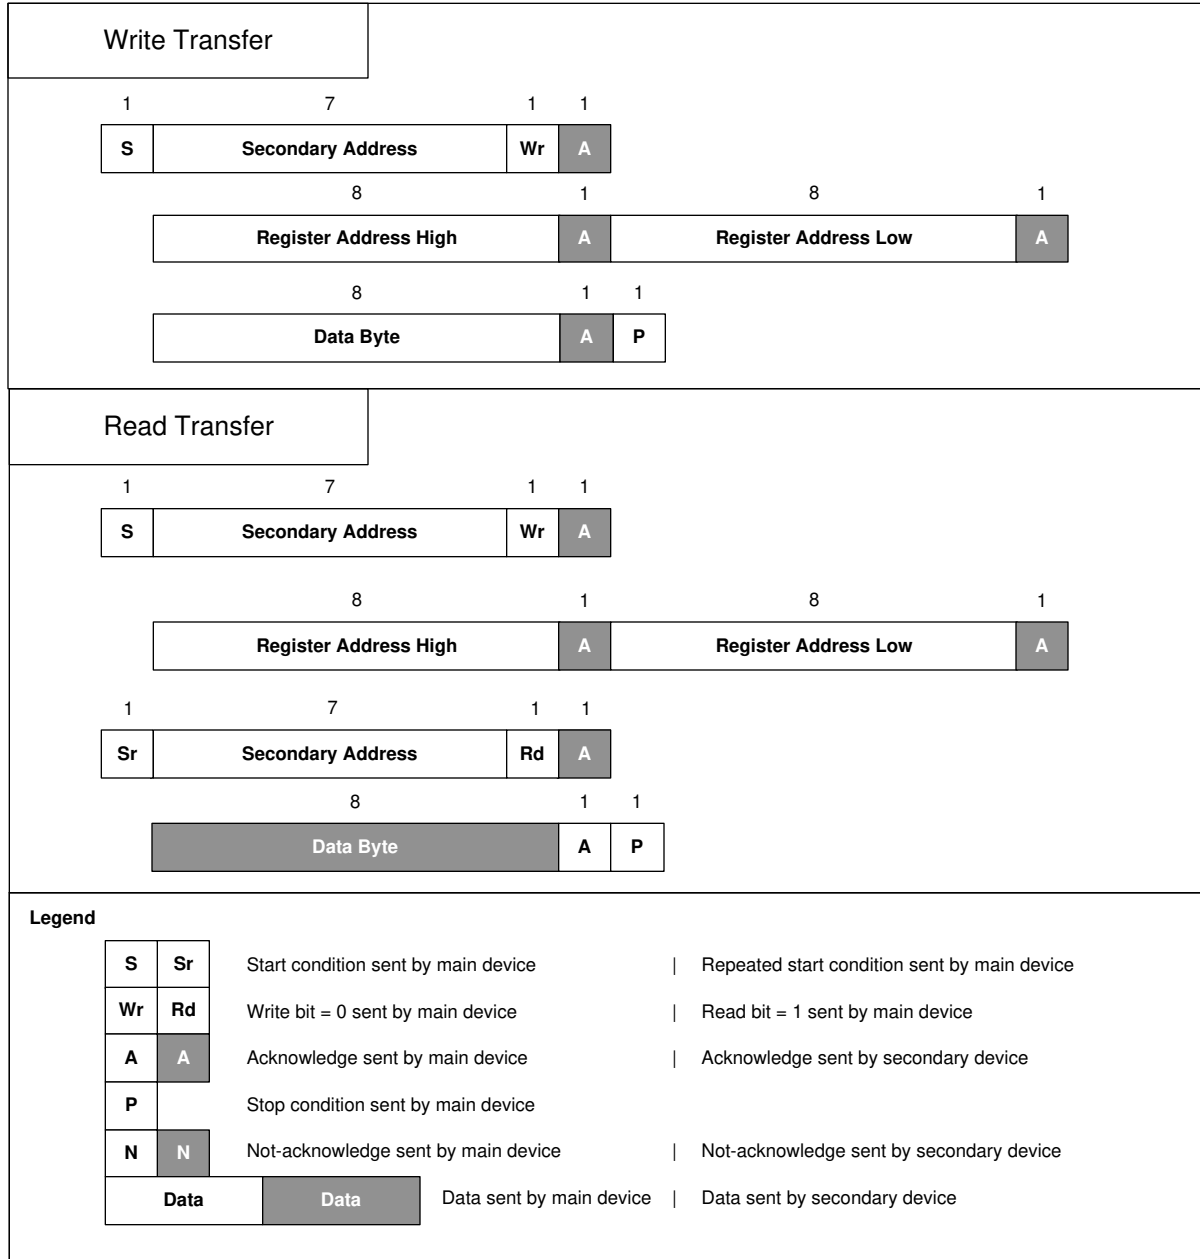 Write Transfer
1 7 1 1
S Secondary Address Wr A
8 1 8 1
Register Address High A Register Address Low A
8 1 1
Data Byte A P
Read Transfer
1 7 1 1
S Secondary Address Wr A
8 1 8 1
Register Address High A Register Address Low A
1 7 1 1
Sr Secondary Address Rd A
8 1 1
Data Byte A P
Legend
S Sr Start condition sent by main device | Repeated start condition sent by main device
Wr Rd Write bit = 0 sent by main device | Read bit = 1 sent by main device
A A Acknowledge sent by main device | Acknowledge sent by secondary device
P Stop condition sent by main device
N N Not-acknowledge sent by main device | Not-acknowledge sent by secondary device
Data Data Data sent by main device | Data sent by secondary device